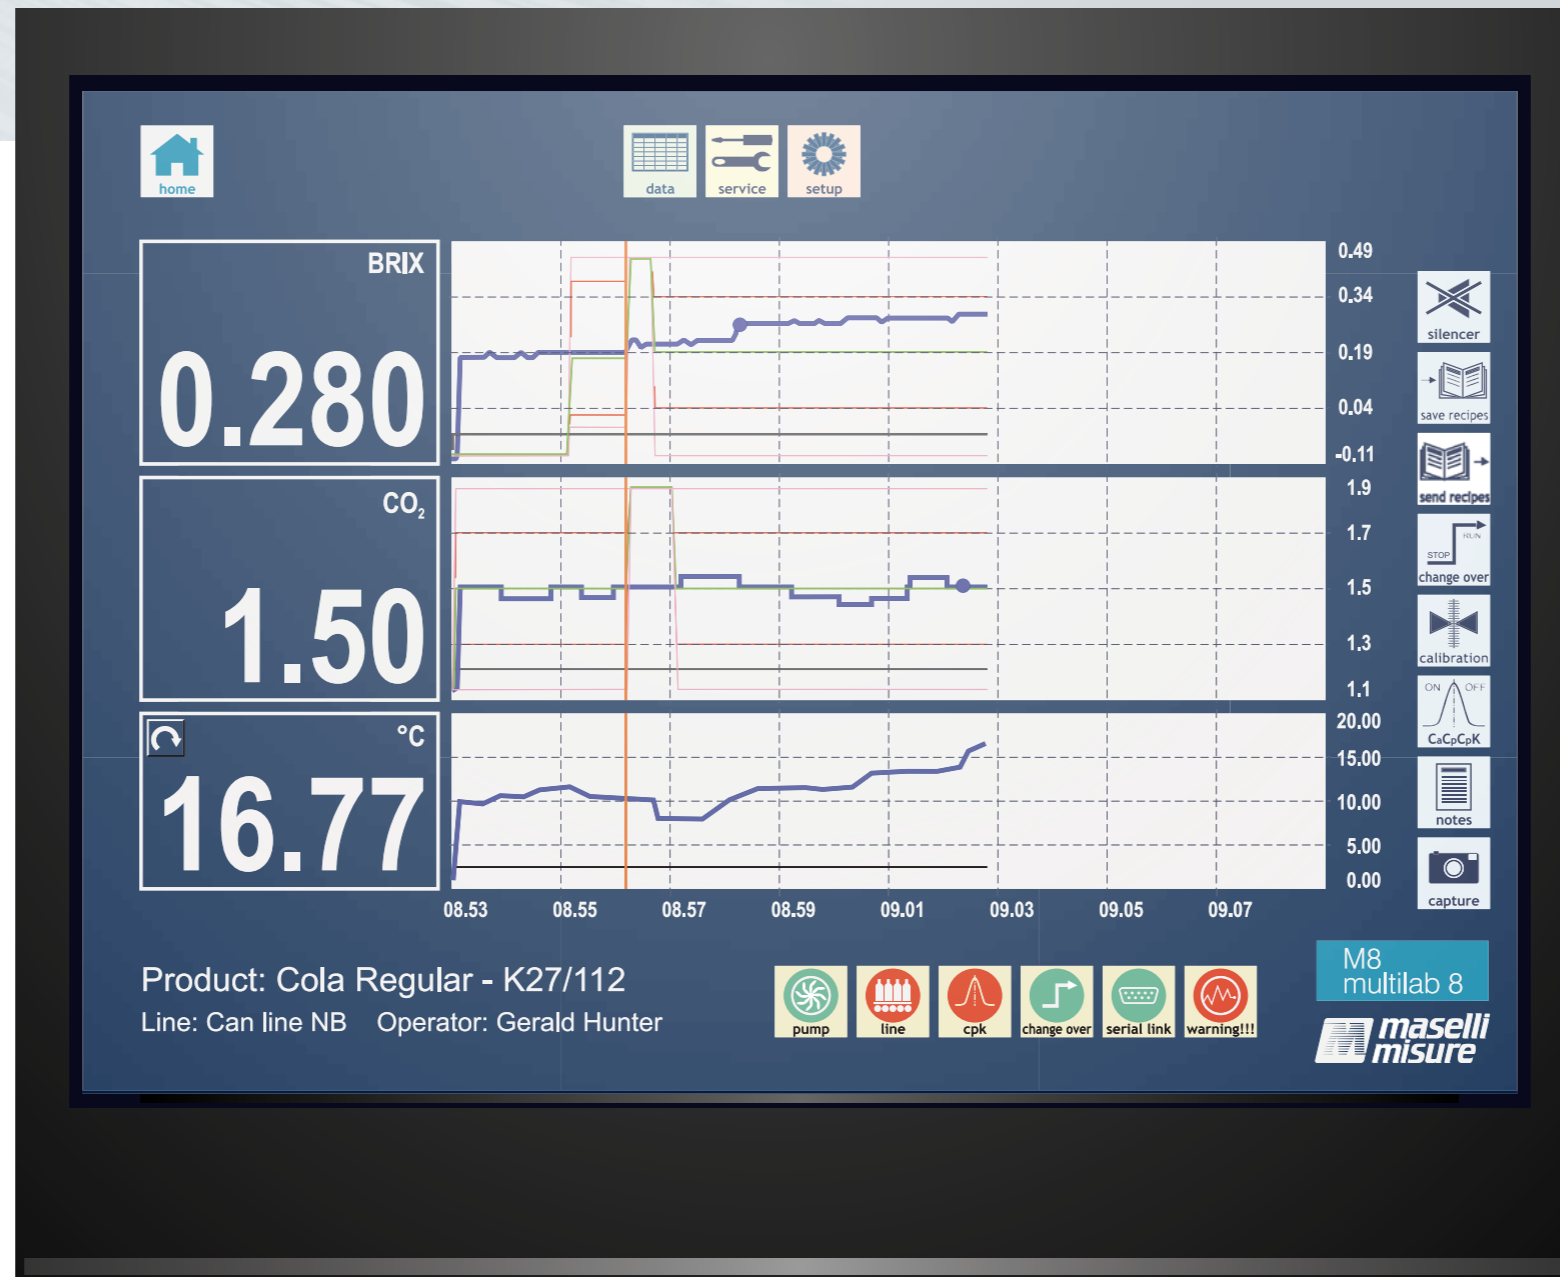 home
data
service
setup
BRIX
0.280
0.49
0.34
0.19
0.04
-0.11
CO₂
1.50
1.9
1.7
1.5
1.3
1.1
°C
16.77
20.00
15.00
10.00
5.00
0.00
08.53 08.55 08.57 08.59 09.01 09.03 09.05 09.07
silencer
save recipes
send recipes
STOP RUN
change over
calibration
ON OFF
CaCpCpK
notes
capture
Product: Cola Regular - K27/112
Line: Can line NB Operator: Gerald Hunter
pump
line
cpk
change over
serial link
warning!!!
M8
multilab 8
maselli
misure